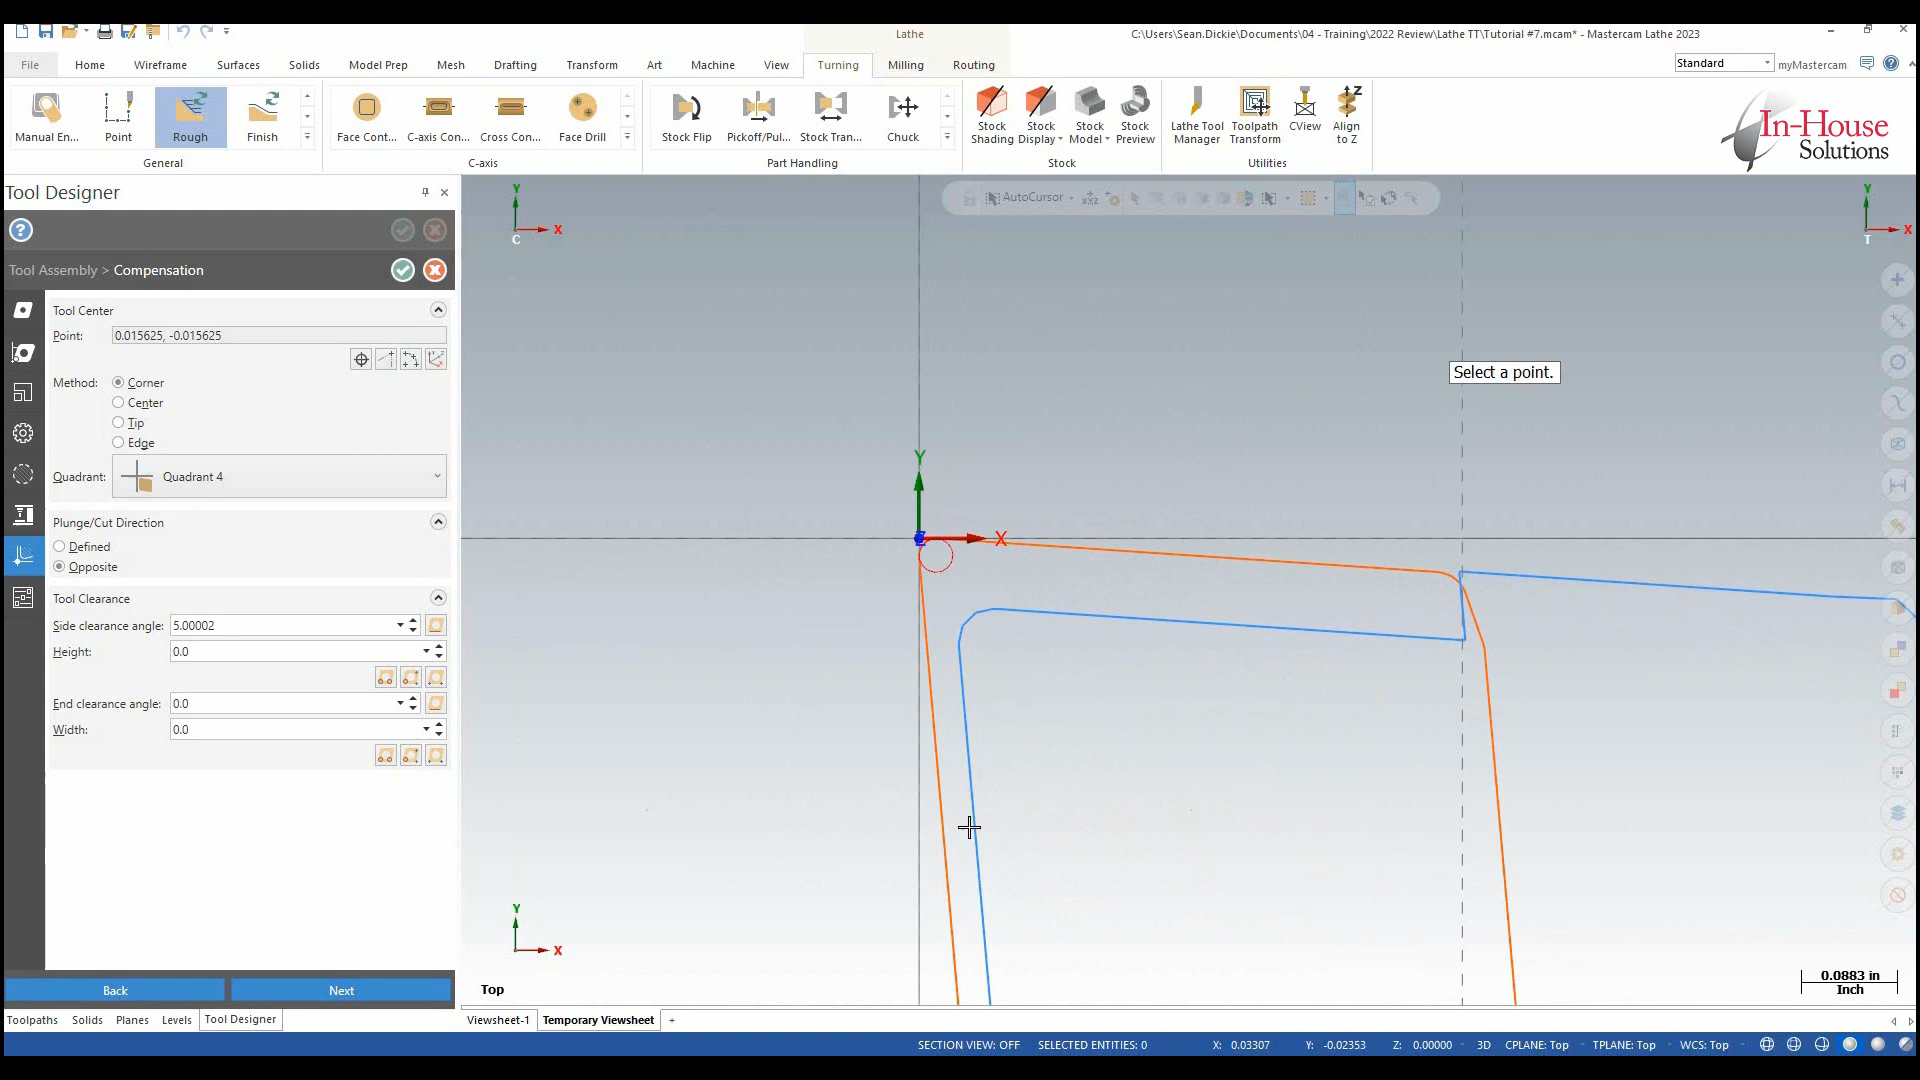 Lathe
C:\Users\Sean.Dickie\Documents\04 - Training\2022 Review\Lathe TT\Tutorial #7.mcam* - Mastercam Lathe 2023
File Home Wireframe Surfaces Solids Model Prep Mesh Drafting Transform Art Machine View Turning Milling Routing
Standard myMastercam
Manual En... Point Rough Finish
General
Face Cont... C-axis Con... Cross Con... Face Drill
C-axis
Stock Flip Pickoff/Pul... Stock Tran... Chuck
Part Handling
Stock Shading Stock Display Stock Model Stock Preview
Stock
Lathe Tool Manager Toolpath Transform CView Align to Z
Utilities
In-House
Solutions
Tool Designer
Tool Assembly > Compensation
Tool Center
Point: 0.015625, -0.015625
Method: Corner
Center
Tip
Edge
Quadrant: Quadrant 4
Plunge/Cut Direction
Defined
Opposite
Tool Clearance
Side clearance angle: 5.00002
Height: 0.0
End clearance angle: 0.0
Width: 0.0
Back Next
Toolpaths Solids Planes Levels Tool Designer
AutoCursor
Y
X
C
Y
X
T
Select a point.
Y
X
Z
Y
X
Top
0.0883 in
Inch
Viewsheet-1 Temporary Viewsheet +
SECTION VIEW: OFF SELECTED ENTITIES: 0 X: 0.03307 Y: -0.02353 Z: 0.00000 3D CPLANE: Top TPLANE: Top WCS: Top